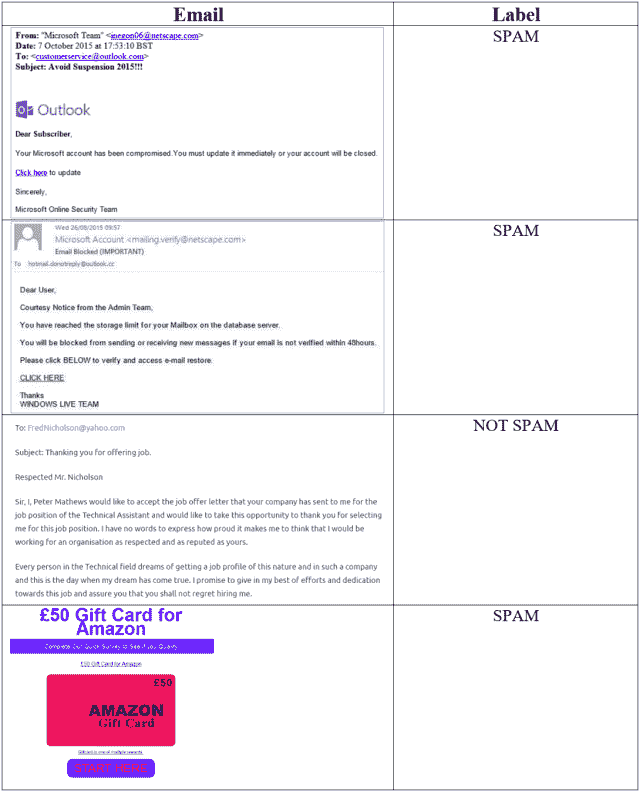 Email
Label
From: "Microsoft Team" <megon06@netscape.com>
Date: 7 October 2015 at 17:53:10 BST
To: <customerservice@outlook.com>
Subject: Avoid Suspension 2015!!!
SPAM
Outlook
Dear Subscriber,
Your Microsoft account has been compromised.You must update it immediately or your account will be closed.
Click here to update
Sincerely,
Microsoft Online Security Team
Wed 26/08/2015 09:57
Microsoft Account <mailing.verify@netscape.com>
Email Blocked (IMPORTANT)
To hotmail.donotreply@outlook.cc
SPAM
Dear User,
Courtesy Notice from the Admin Team,
You have reached the storage limit for your Mailbox on the database server.
You will be blocked from sending or receiving new messages if your email is not verified within 48hours.
Please click BELOW to verify and access e-mail restore.
CLICK HERE
Thanks
WINDOWS LIVE TEAM
To: FredNicholson@yahoo.com
NOT SPAM
Subject: Thanking you for offering job.
Respected Mr. Nicholson
Sir, I, Peter Mathews would like to accept the job offer letter that your company has sent to me for the
job position of the Technical Assistant and would like to take this opportunity to thank you for selecting
me for this job position. I have no words to express how proud it makes me to think that I would be
working for an organisation as respected and as reputed as yours.
Every person in the Technical field dreams of getting a job profile of this nature and in such a company
and this is the day when my dream has come true. I promise to give in my best of efforts and dedication
towards this job and assure you that you shall not regret hiring me.
£50 Gift Card for
Amazon
SPAM
Complete Our Quick Survey to See if you Qualify
£50 Gift Card for Amazon
£50
AMAZON
Gift Card
START HERE